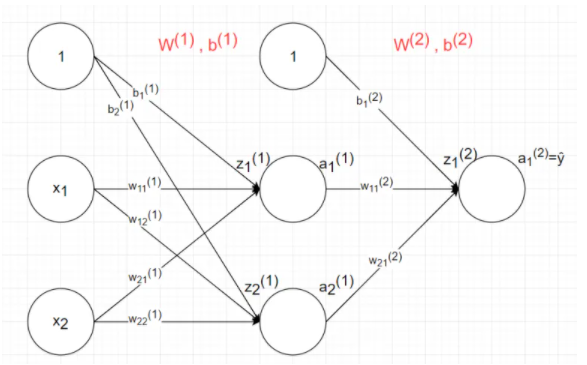 W⁽¹⁾ , b⁽¹⁾
W⁽²⁾ , b⁽²⁾
1
1
b₁⁽¹⁾
b₂⁽¹⁾
b₁⁽²⁾
z₁⁽¹⁾
a₁⁽¹⁾
z₁⁽²⁾
a₁⁽²⁾=ŷ
x₁
w₁₁⁽¹⁾
w₁₁⁽²⁾
w₁₂⁽¹⁾
w₂₁⁽¹⁾
w₂₁⁽²⁾
z₂⁽¹⁾
a₂⁽¹⁾
x₂
w₂₂⁽¹⁾